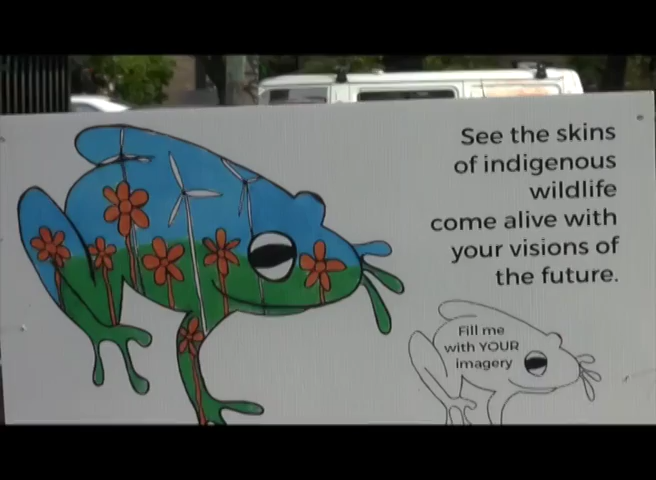 See the skins
of indigenous
wildlife
come alive with
your visions of
the future.
Fill me
with YOUR
imagery